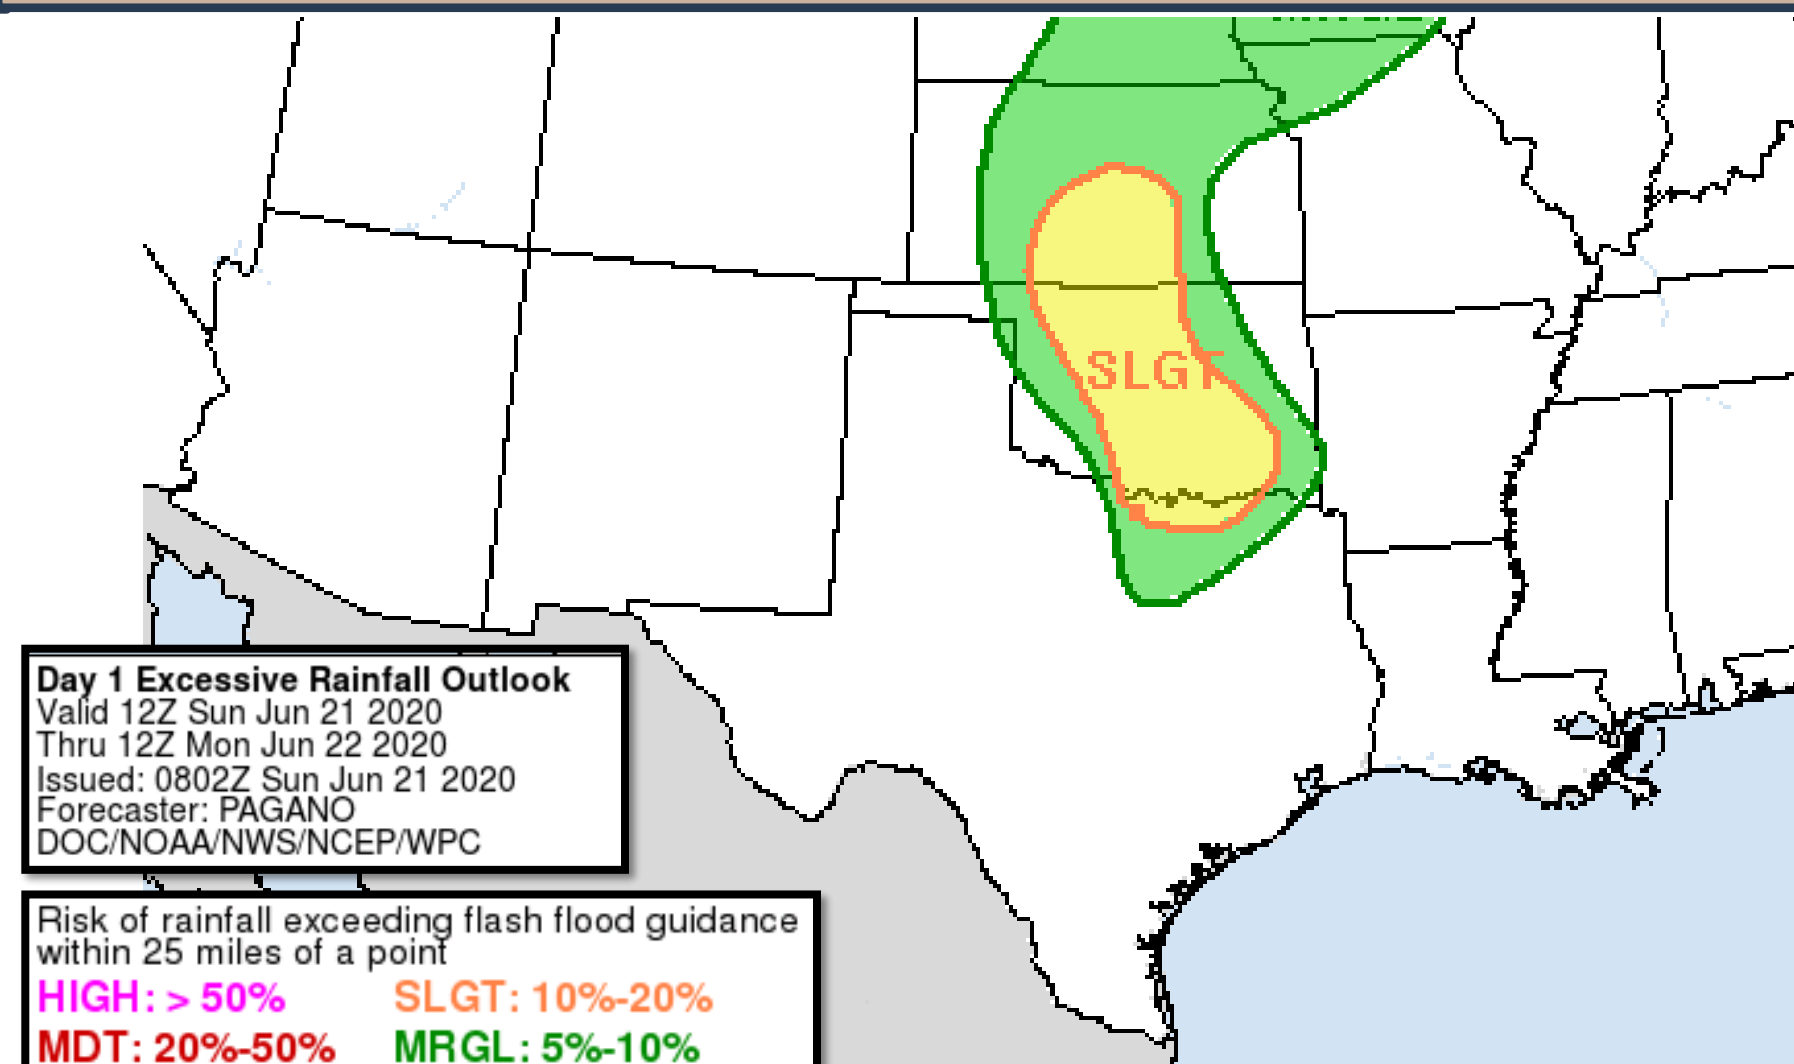 SLGT
Day 1 Excessive Rainfall Outlook
Valid 12Z Sun Jun 21 2020
Thru 12Z Mon Jun 22 2020
Issued: 0802Z Sun Jun 21 2020
Forecaster: PAGANO
DOC/NOAA/NWS/NCEP/WPC
Risk of rainfall exceeding flash flood guidance
within 25 miles of a point
HIGH: > 50% SLGT: 10%-20%
MDT: 20%-50% MRGL: 5%-10%